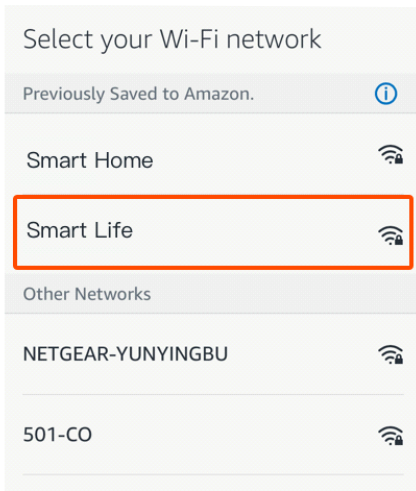 Select your Wi-Fi network
Previously Saved to Amazon.
Smart Home
Smart Life
Other Networks
NETGEAR-YUNYINGBU
501-CO